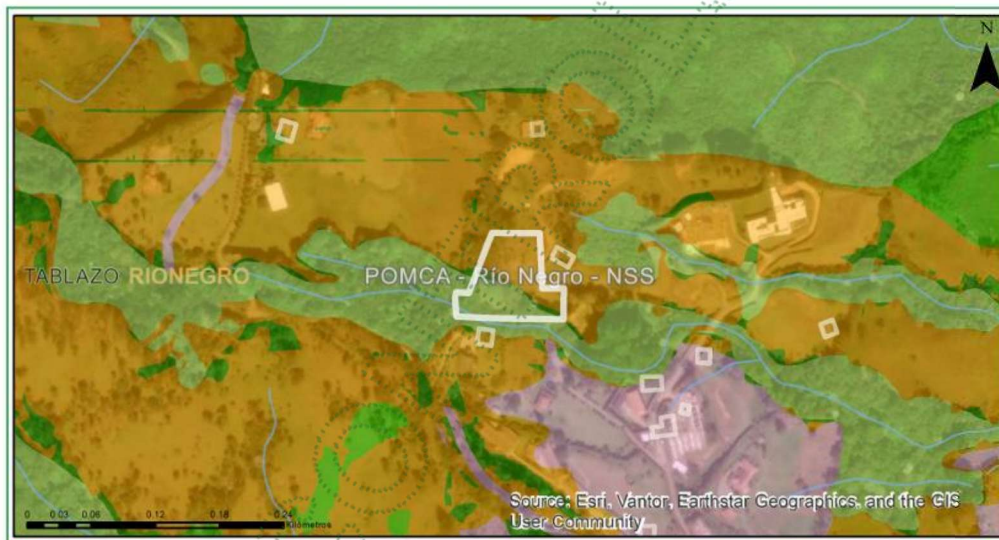 N
TABLAZO RIONEGRO POMCA - Río Negro - NSS
Source: Esri, Vantor, Earthstar Geographics, and the GIS
User Community
0 0.03 0.06 0.12 0.18 0.24
Kilómetros